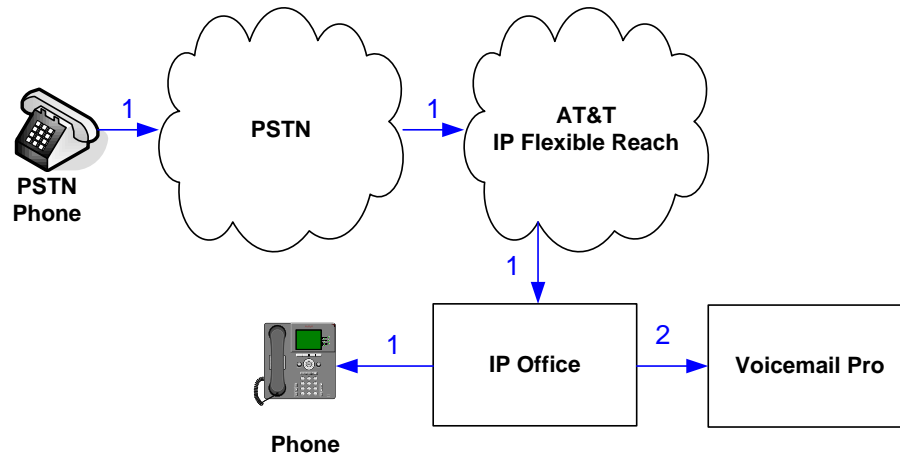 1
1
PSTN
AT&T
IP Flexible Reach
PSTN
Phone
1
1
2
IP Office
Voicemail Pro
Phone